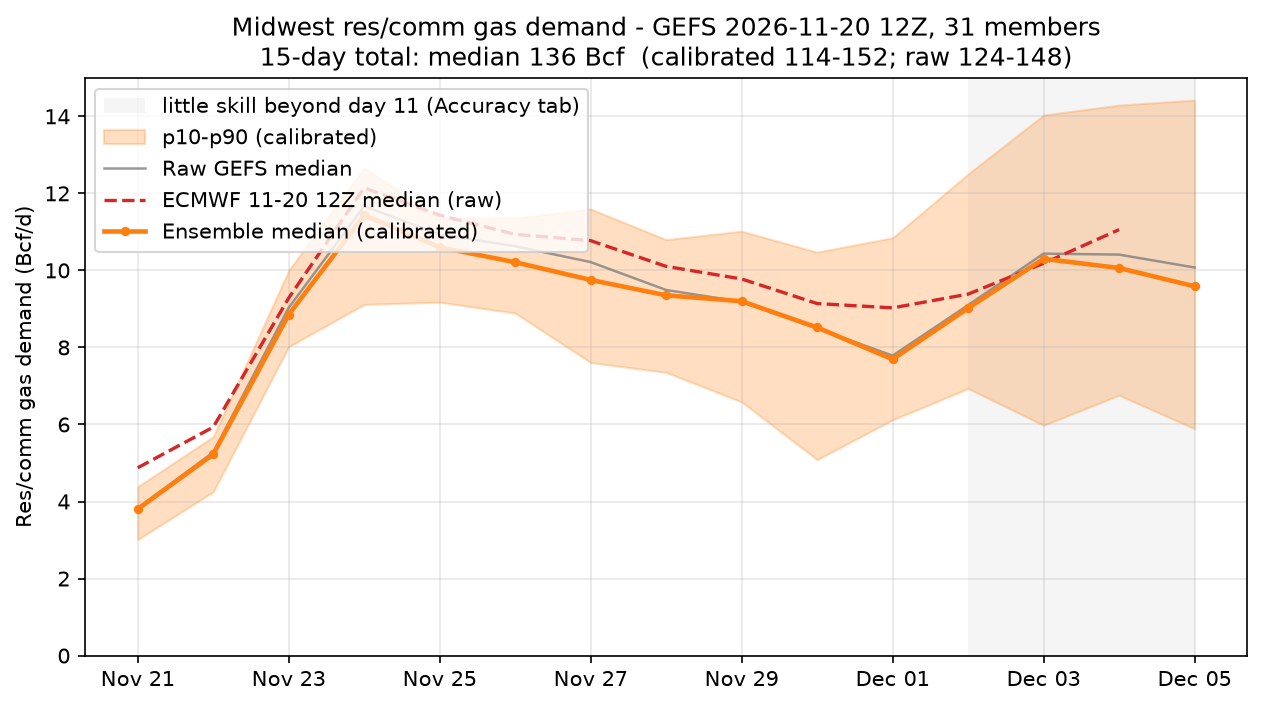 Midwest res/comm gas demand - GEFS 2026-11-20 12Z, 31 members
15-day total: median 136 Bcf  (calibrated 114-152; raw 124-148)
little skill beyond day 11 (Accuracy tab)
p10-p90 (calibrated)
Raw GEFS median
ECMWF 11-20 12Z median (raw)
Ensemble median (calibrated)
Res/comm gas demand (Bcf/d)
14
12
10
8
6
4
2
0
Nov 21
Nov 23
Nov 25
Nov 27
Nov 29
Dec 01
Dec 03
Dec 05